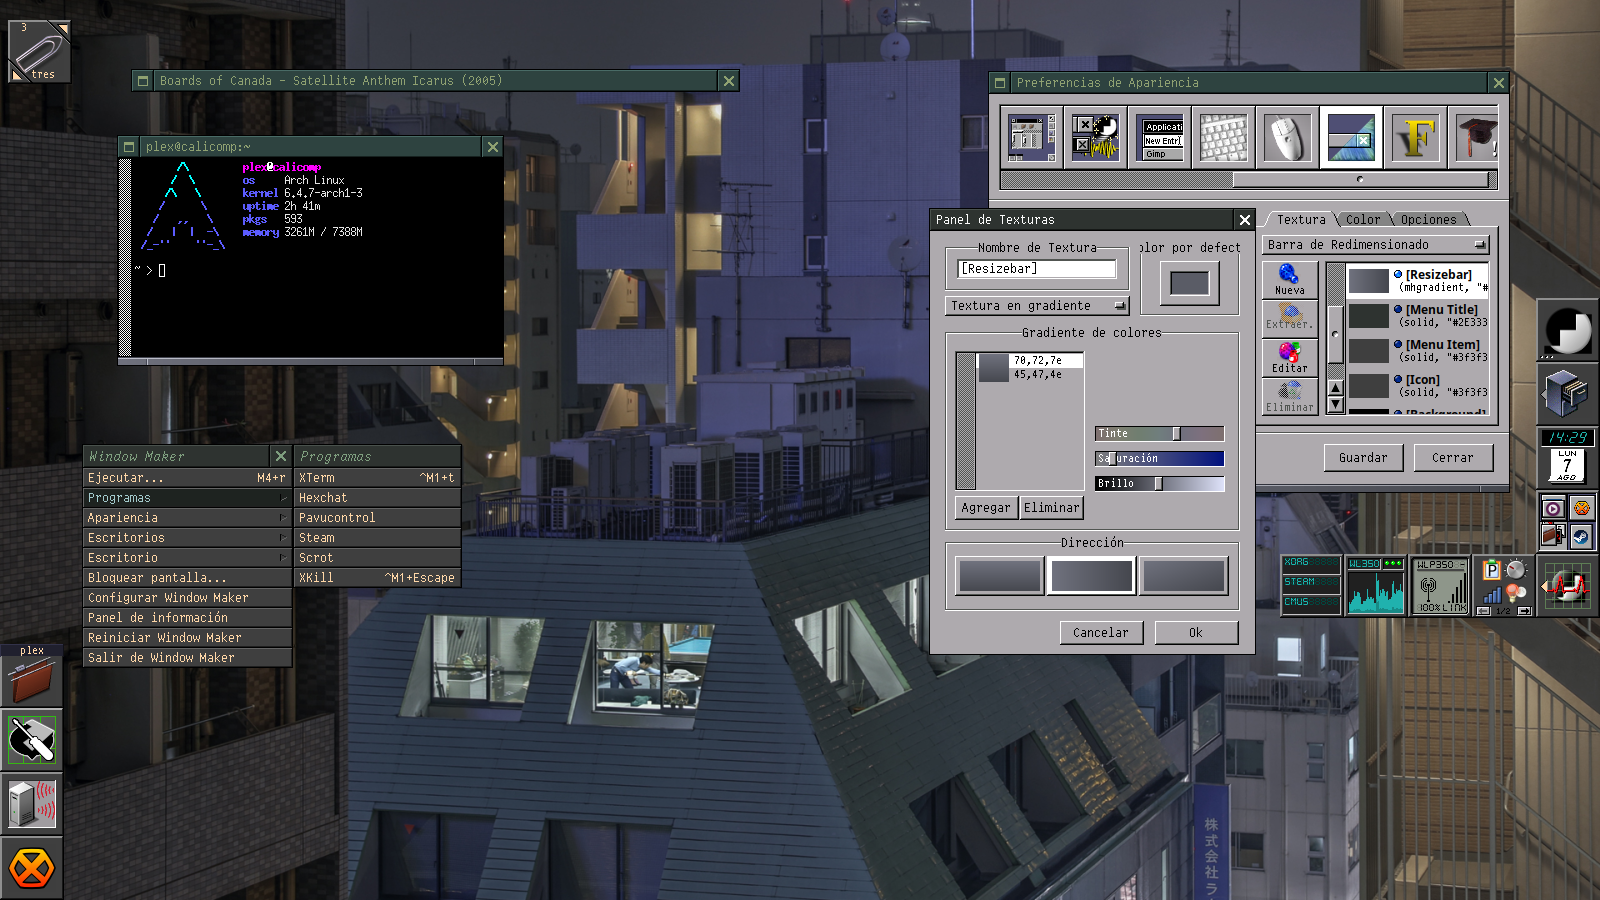 3
tres
Boards of Canada - Satellite Anthem Icarus (2005)
plex@calicomp:~
plex@calicomp
os Arch Linux
kernel 6.4.7-arch1-3
uptime 2h 41m
pkgs 593
memory 3261M / 7388M
~ >
Window Maker
Ejecutar... M4+r
Programas
Apariencia
Escritorios
Escritorio
Bloquear pantalla...
Configurar Window Maker
Panel de información
Reiniciar Window Maker
Salir de Window Maker
Programas
XTerm ^M1+t
Hexchat
Pavucontrol
Steam
Scrot
XKill ^M1+Escape
plex
Preferencias de Apariencia
Applicati
New Entry
Gimp
F
!
Panel de Texturas
Nombre de Textura
[Resizebar]
olor por defect
Textura en gradiente
Gradiente de colores
70,72,7e
45,47,4e
Tinte
Saturación
Brillo
Agregar
Eliminar
Dirección
Cancelar
Ok
Textura
Color
Opciones
Barra de Redimensionado
Nueva
Extraer.
Editar
Eliminar
[Resizebar]
(mhgradient, "#
[Menu Title]
(solid, "#2E333
[Menu Item]
(solid, "#3f3f3
[Icon]
(solid, "#3f3f3
Guardar
Cerrar
14:29
LUN
7
AGO
XORG
STEAM
CMUS
WL350
WLP350 -
100%LINK
P
1/2
株式会社ラ